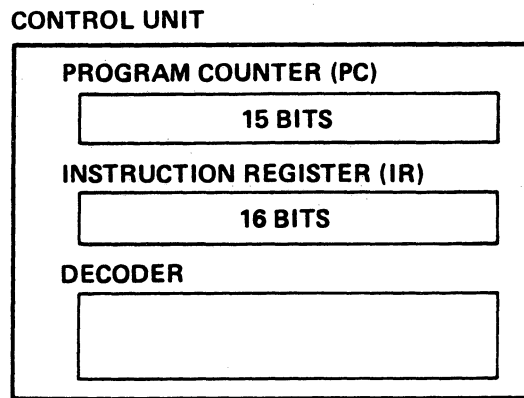 CONTROL UNIT
PROGRAM COUNTER (PC)
15 BITS
INSTRUCTION REGISTER (IR)
16 BITS
DECODER